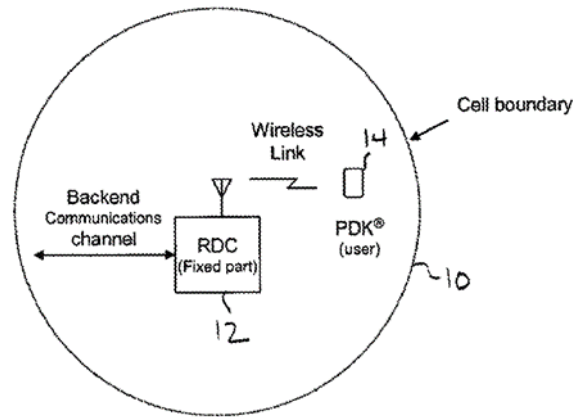 Cell boundary
Wireless
Link
14
Backend
Communications
channel
RDC
(Fixed part)
PDK®
(user)
10
12